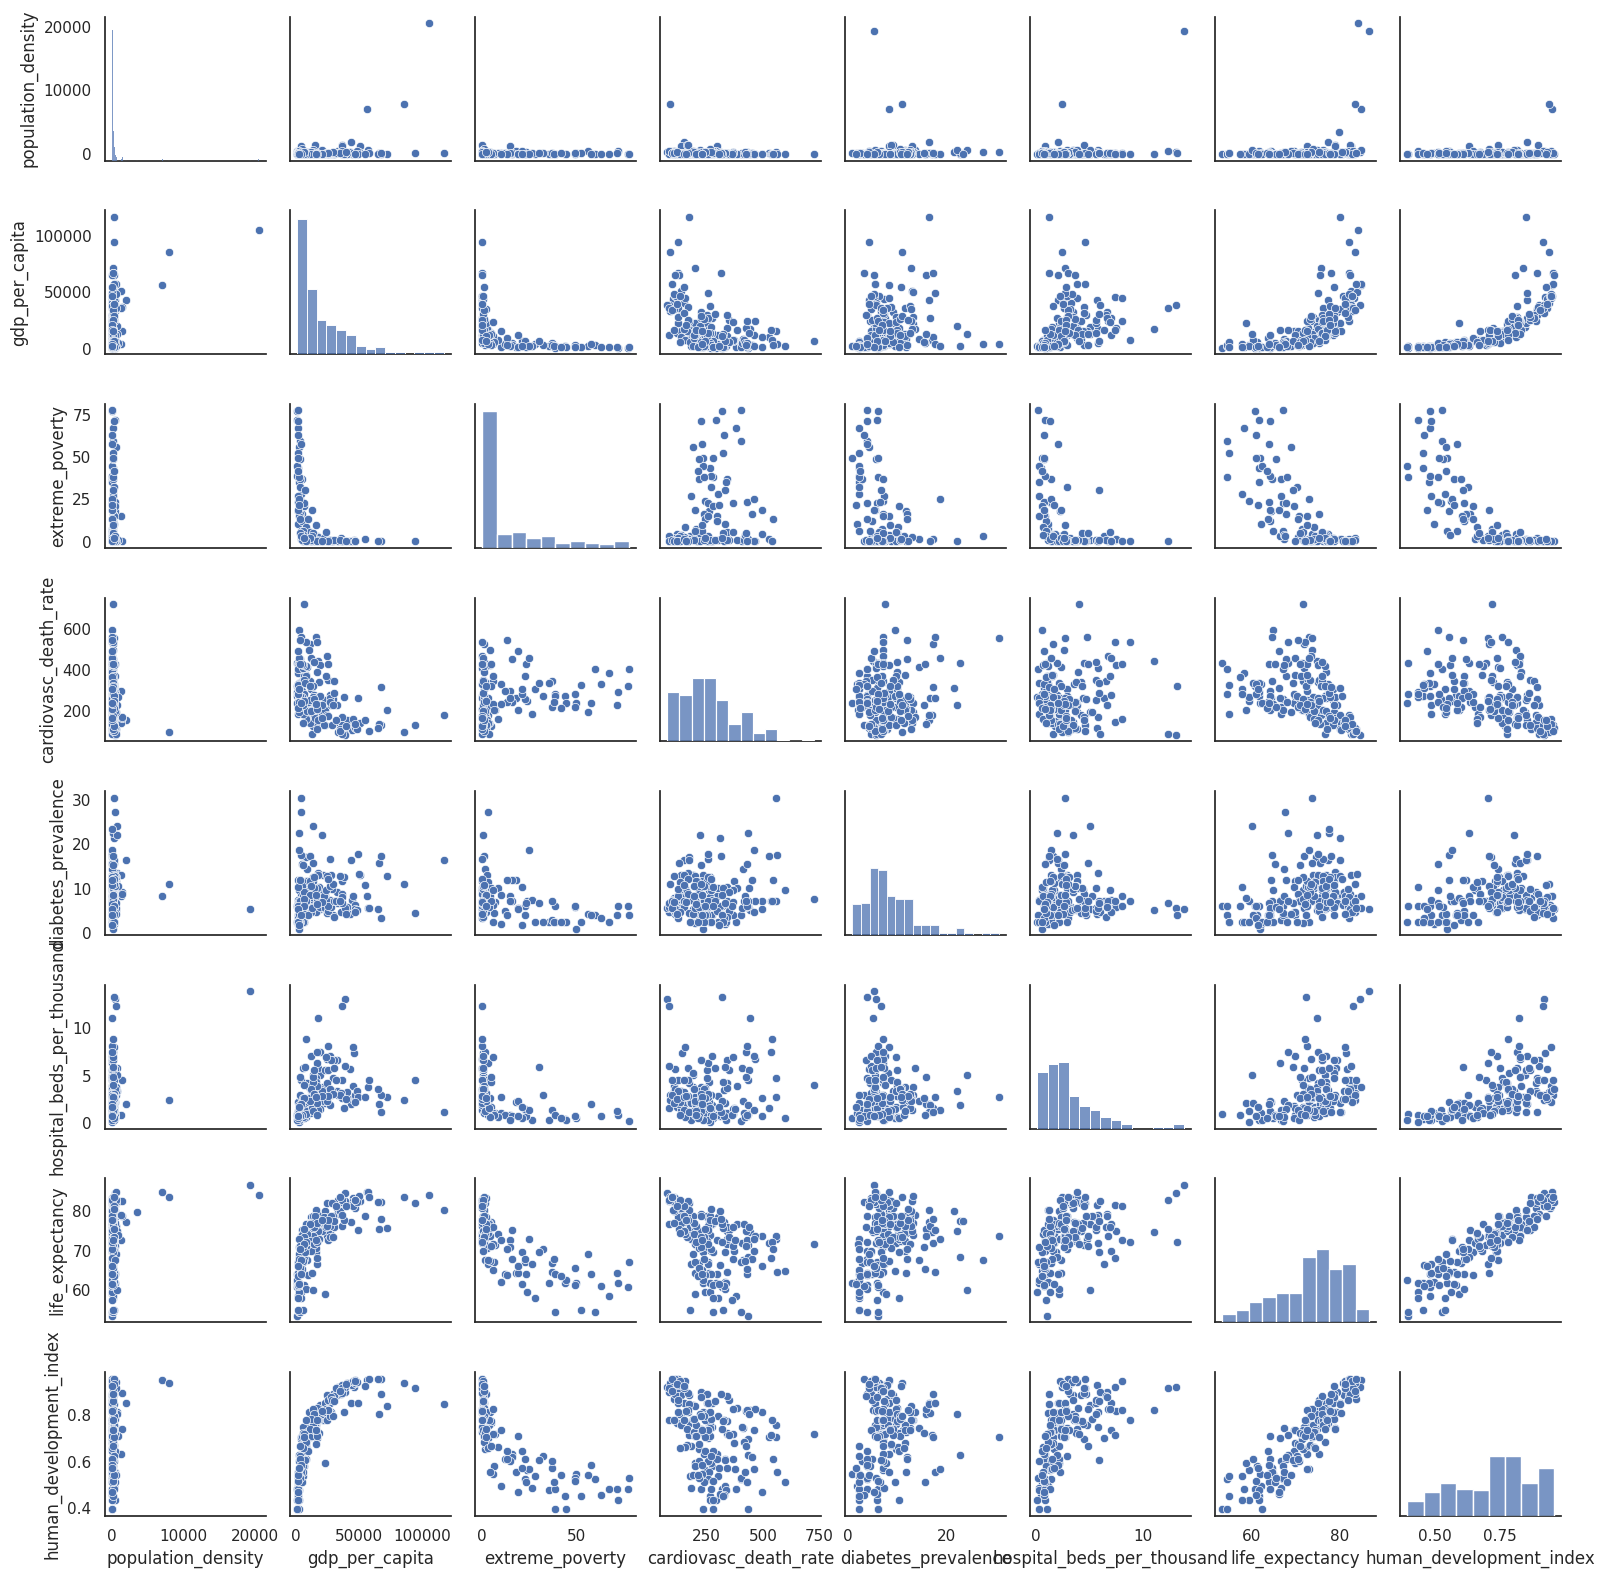 population_density
20000
10000
0
gdp_per_capita
100000
50000
0
extreme_poverty
75
50
25
0
cardiovasc_death_rate
600
400
200
diabetes_prevalence
30
20
10
0
hospital_beds_per_thousand
10
5
0
life_expectancy
80
70
60
human_development_index
0.8
0.6
0.4
0 10000 20000 0 50000 100000 0 50 250 500 750 0 20 0 10 60 80 0.50 0.75
population_density gdp_per_capita extreme_poverty cardiovasc_death_rate diabetes_prevalence hospital_beds_per_thousand life_expectancy human_development_index